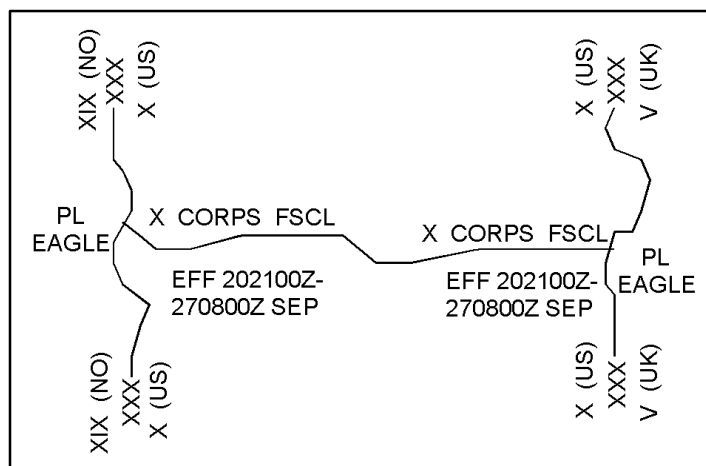 XIX (NO)
XXX
X (US)
X (US)
XXX
V (UK)
PL
EAGLE
X CORPS FSCL
X CORPS FSCL
PL
EAGLE
EFF 202100Z-
270800Z SEP
EFF 202100Z-
270800Z SEP
XIX (NO)
XXX
X (US)
X (US)
XXX
V (UK)